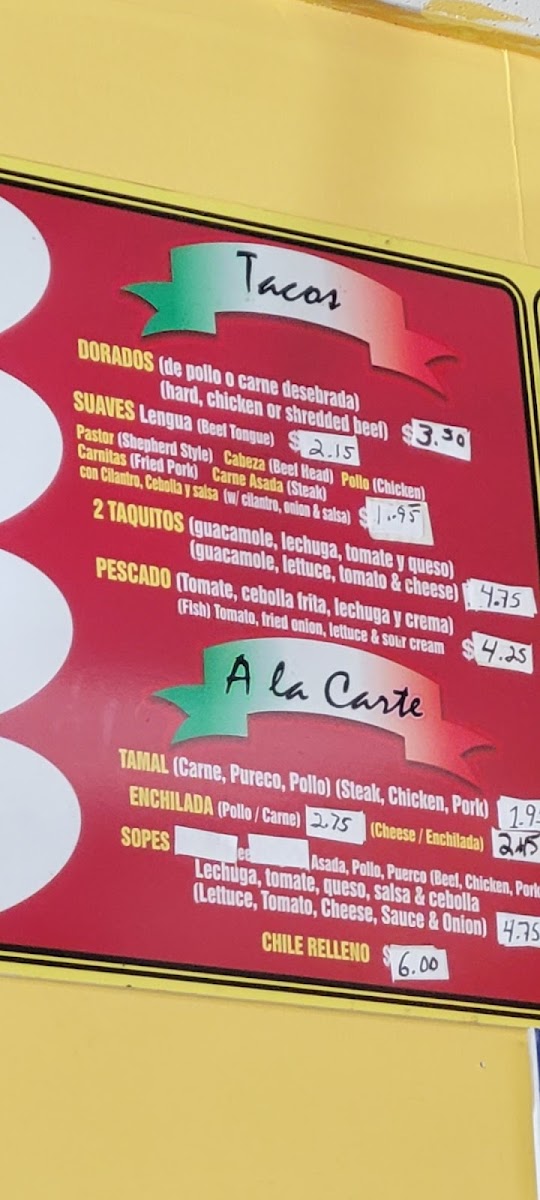 Tacos
DORADOS (de pollo o carne desebrada)
(hard, chicken or shredded beef) $3.50
SUAVES Lengua (Beef Tongue) $2.15
Pastor (Shepherd Style) Cabeza (Beef Head) Pollo (Chicken)
Carnitas (Fried Pork) Carne Asada (Steak)
con Cilantro, Cebolla y salsa (w/ cilantro, onion & salsa) $1.95
2 TAQUITOS (guacamole, lechuga, tomate y queso)
(guacamole, lettuce, tomato & cheese) 4.75
PESCADO (Tomate, cebolla frita, lechuga y crema)
(Fish) Tomato, fried onion, lettuce & sour cream $4.25
A la Carte
TAMAL (Carne, Pureco, Pollo) (Steak, Chicken, Pork) 1.9
ENCHILADA (Pollo / Carne) 2.75 (Cheese / Enchilada)
SOPES Asada, Pollo, Puerco (Beef, Chicken, Pork
Lechuga, tomate, queso, salsa & cebolla
(Lettuce, Tomato, Cheese, Sauce & Onion) 4.75
CHILE RELLENO $6.00